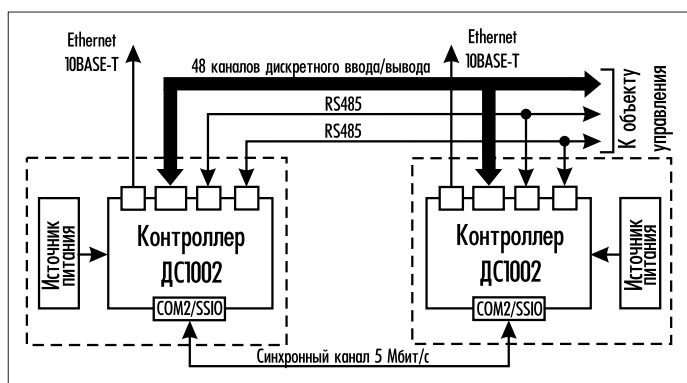 Ethernet
10BASE-T
Ethernet
10BASE-T
48 каналов дискретного ввода/вывода
RS485
RS485
К объекту
управления
Источник
питания
Контроллер
ДС1002
COM2/SSIO
Контроллер
ДС1002
COM2/SSIO
Источник
питания
Синхронный канал 5 Мбит/с